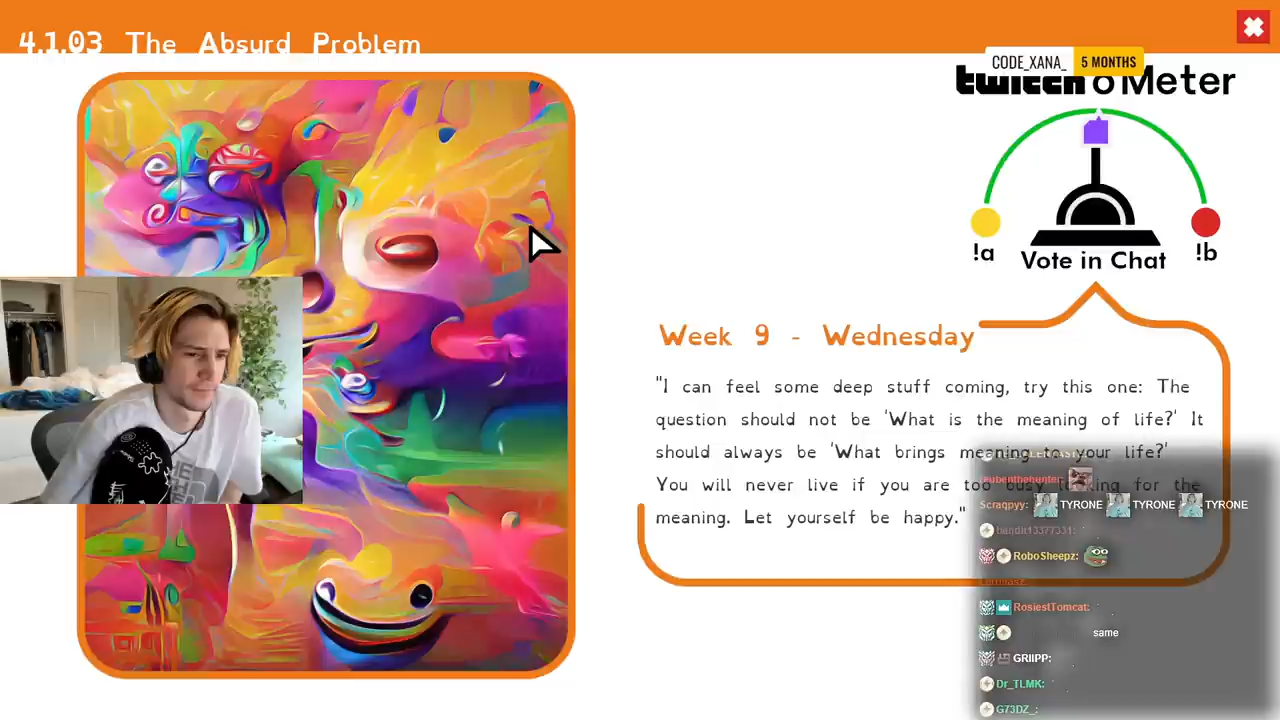 4.1.03 The Absurd Problem
CODE_XANA_ 5 MONTHS
twitch o'Meter
!a
!b
Vote in Chat
Week 9 - Wednesday
"I can feel some deep stuff coming, try this one: The
question should not be 'What is the meaning of life?' It
should always be 'What brings meaning to your life?'
You will never live if you are too busy looking for the
meaning. Let yourself be happy."
Scraqpyy: TYRONE TYRONE TYRONE
bandit13377331:
RoboSheepz:
RosiestTomcat:
same
GRIIPP:
Dr_TLMK:
G73DZ_: